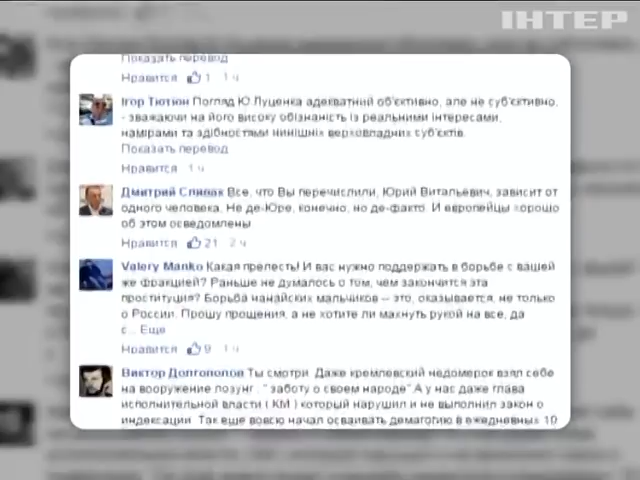 ІНТЕР
Показать перевод
Нравится 1 1 ч
Ігор Тютюн Погляд Ю.Луценка адекватний об'єктивно, але не суб'єктивно,
- зважаючи на його високу обізнаність із реальними інтересами,
намірами та здібностями нинішніх верховладних суб'єктів.
Показать перевод
Нравится 1 ч
Дмитрий Спивак Все, что Вы перечислили, Юрий Витальевич, зависит от
одного человека. Не де-Юре, конечно, но де-факто. И европейцы хорошо
об этом осведомлены
Нравится 21 2 ч
Valery Manko Какая прелесть! И вас нужно поддержать в борьбе с вашей
же фракцией? Раньше не думалось о том, чем закончится эта
проституция? Борьба нанайских мальчиков -- это, оказывается, не только
о России. Прошу прощения, а не хотите ли махнуть рукой на все, да
с... Еще
Нравится 9 1 ч
Виктор Долгополов Ты смотри. Даже кремлевский недомерок взял себе
на вооружение лозунг , " заботу о своем народе".А у нас даже глава
исполнительной власти ( КМ ) который нарушил и не выполнил закон о
индексации. Так еще вовсю начал осваивать демагогию в ежедневных 10